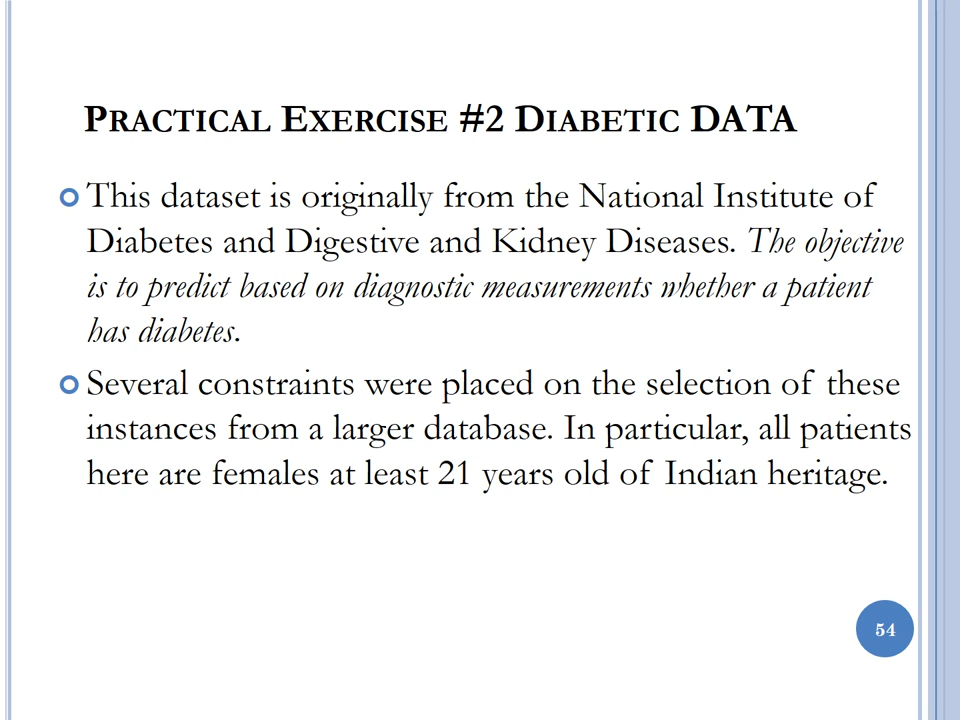 PRACTICAL EXERCISE #2 DIABETIC DATA
This dataset is originally from the National Institute of
Diabetes and Digestive and Kidney Diseases. The objective
is to predict based on diagnostic measurements whether a patient
has diabetes.
Several constraints were placed on the selection of these
instances from a larger database. In particular, all patients
here are females at least 21 years old of Indian heritage.
54